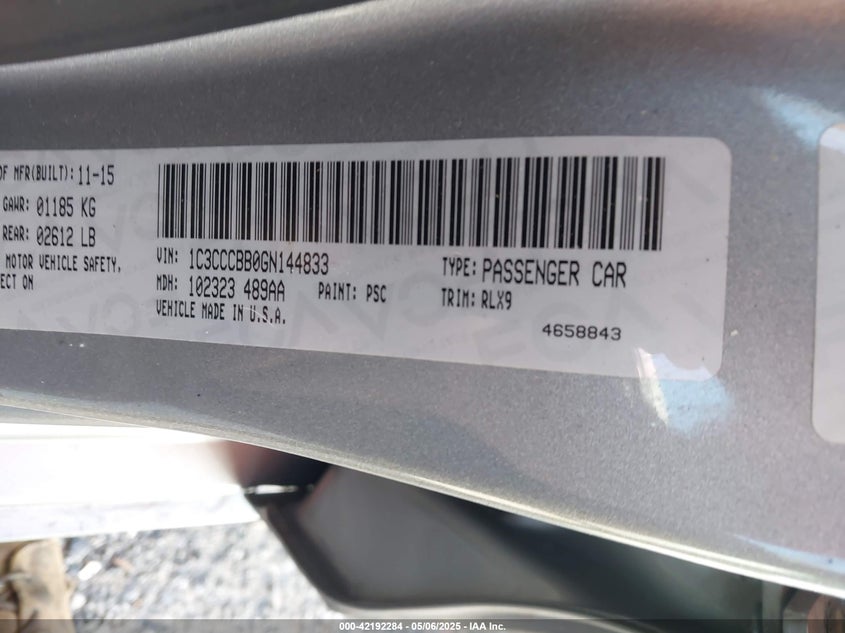 OF MFR(BUILT): 11-15
GAWR: 01185 KG
REAR: 02612 LB
MOTOR VEHICLE SAFETY,
ECT ON
VIN: 1C3CCCBB0GN144833
TYPE: PASSENGER CAR
MDH: 102323 489AA
PAINT: PSC
TRIM: RLX9
VEHICLE MADE IN U.S.A.
4658843
000-42192284 | 05/06/2025 - IAA Inc.